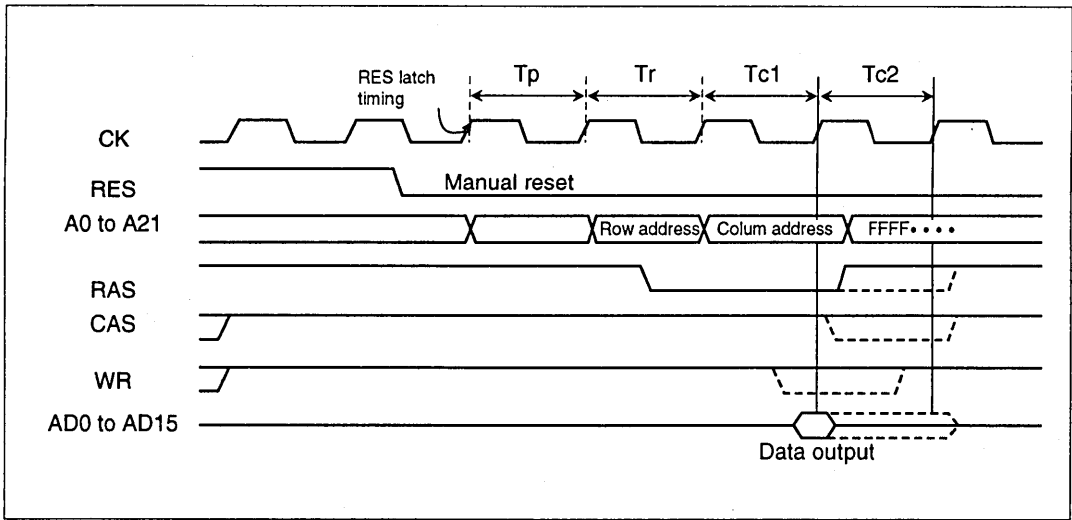 RES latch
timing
Tp
Tr
Tc1
Tc2
CK
RES
Manual reset
A0 to A21
Row address
Colum address
FFFF••••
RAS
CAS
WR
AD0 to AD15
Data output